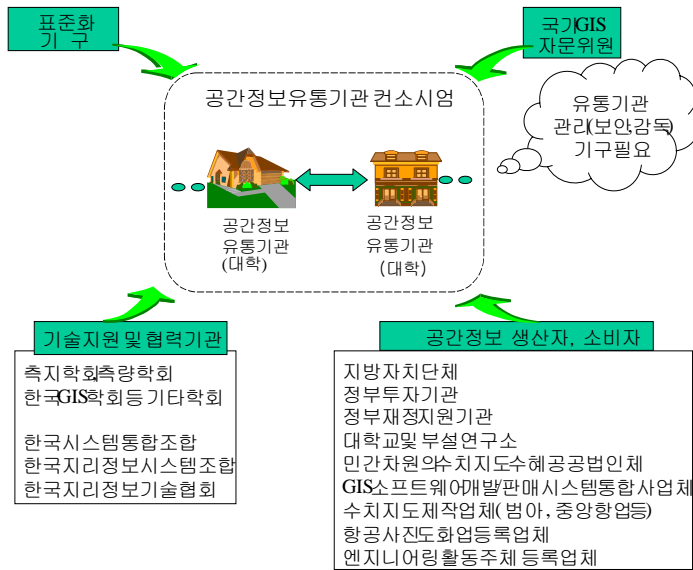 표준화
기 구
국가GIS
자문위원
공간정보유통기관 컨소시엄
유통기관
관리(보안,감독)
기구필요
공간정보
유통기관
(대학)
공간정보
유통기관
(대학)
기술지원 및 협력기관
측지학회,측량학회
한국GIS학회등 기타학회
한국시스템통합조합
한국지리정보시스템조합
한국지리정보기술협회
공간정보 생산자, 소비자
지방자치단체
정부투자기관
정부재정지원기관
대학교및 부설연구소
민간차원의수치지도수혜공공법인체
GIS소프트웨어개발/판매시스템통합사업체
수치지도제작업체( 범아, 중앙항업등)
항공사진도화업등록업체
엔지니어링활동주체 등록업체